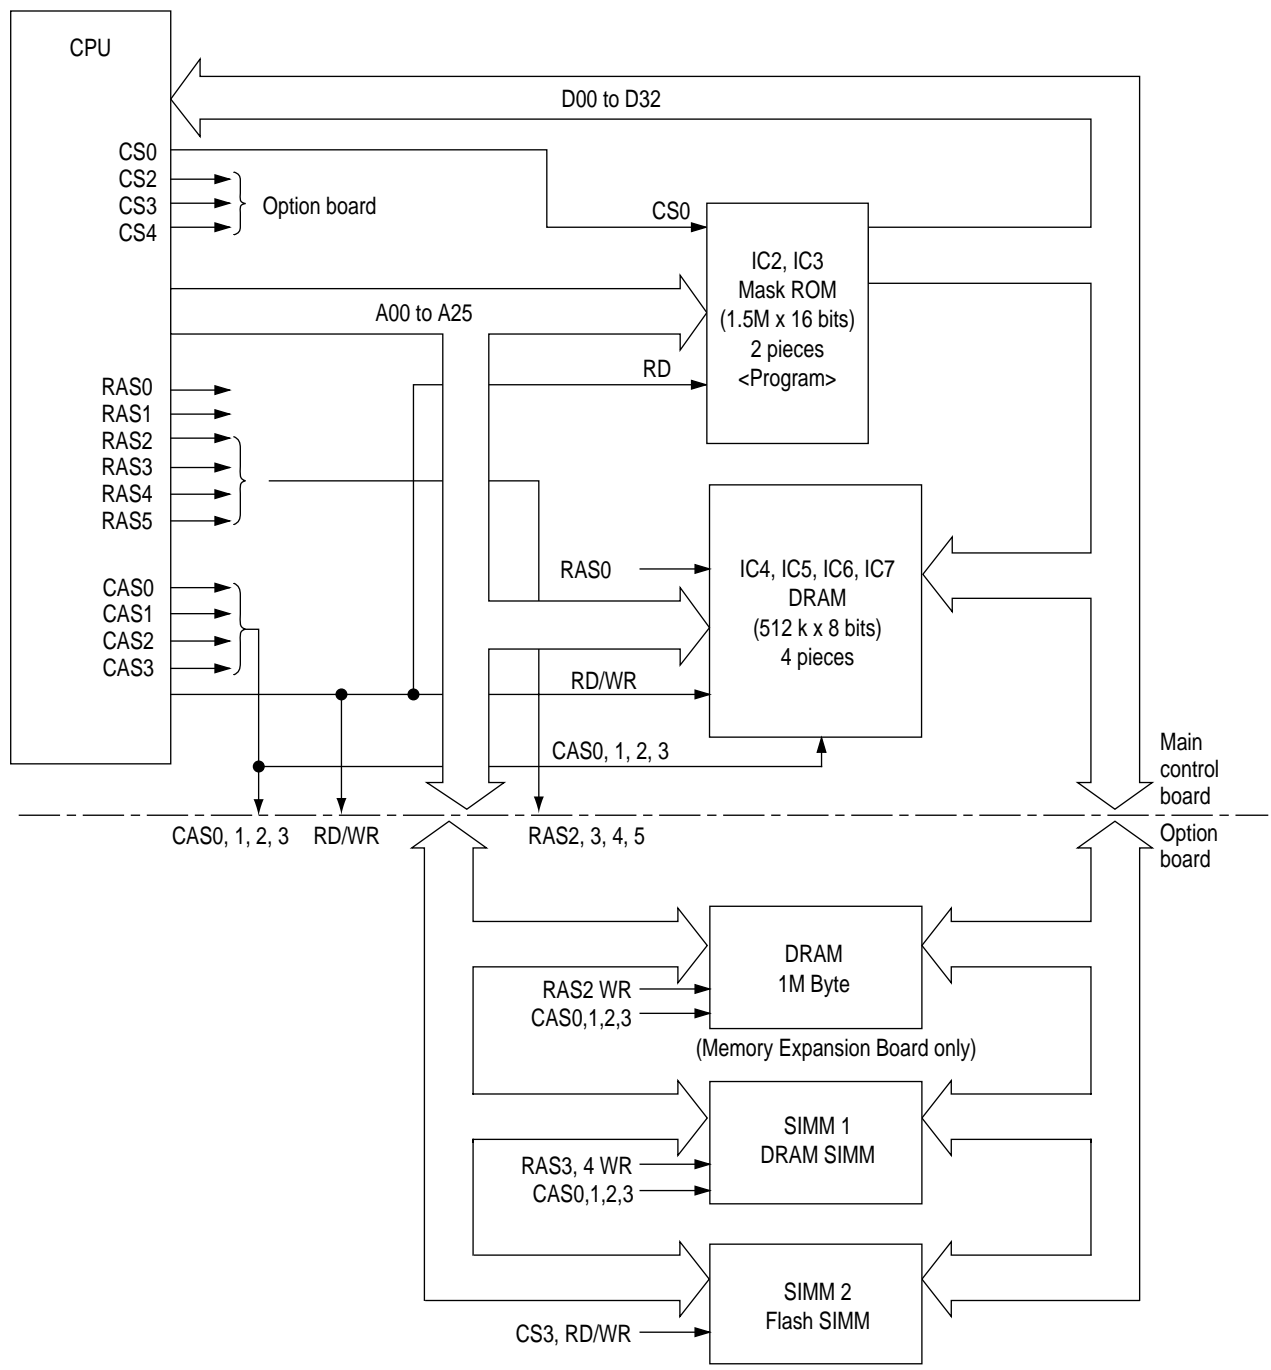 CPU
D00 to D32
CS0
CS2
CS3
CS4
Option board
CS0
IC2, IC3
Mask ROM
(1.5M x 16 bits)
2 pieces
<Program>
A00 to A25
RD
RAS0
RAS1
RAS2
RAS3
RAS4
RAS5
RAS0
IC4, IC5, IC6, IC7
DRAM
(512 k x 8 bits)
4 pieces
CAS0
CAS1
CAS2
CAS3
RD/WR
CAS0, 1, 2, 3
Main
control
board
CAS0, 1, 2, 3
RD/WR
RAS2, 3, 4, 5
Option
board
DRAM
1M Byte
RAS2 WR
CAS0,1,2,3
(Memory Expansion Board only)
SIMM 1
DRAM SIMM
RAS3, 4 WR
CAS0,1,2,3
SIMM 2
Flash SIMM
CS3, RD/WR